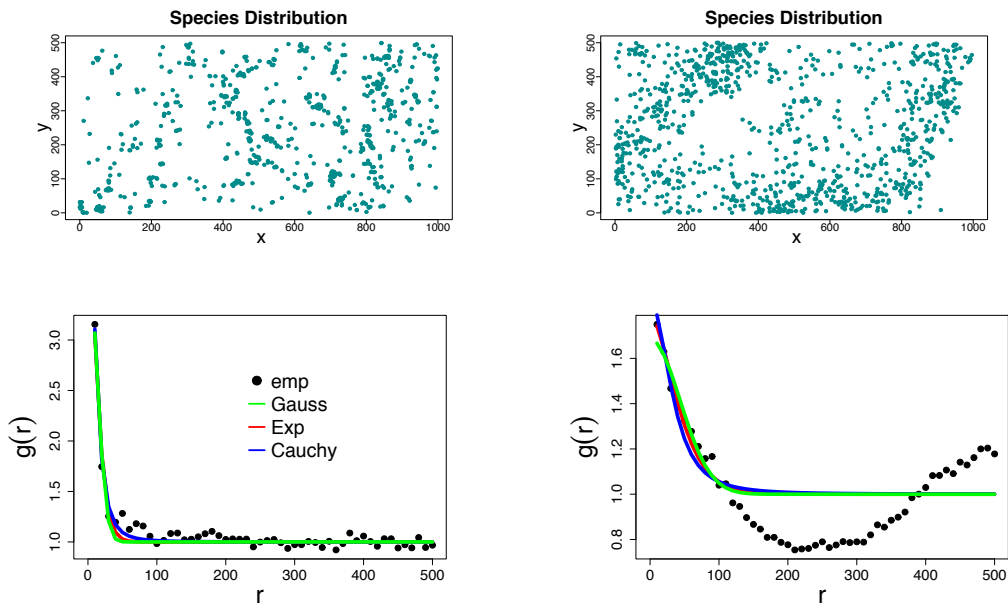 Species Distribution
y
0 100 200 300 400 500
0 200 400 600 800 1000
x
Species Distribution
y
0 100 200 300 400 500
0 200 400 600 800 1000
x
g(r)
1.0 1.5 2.0 2.5 3.0
emp
Gauss
Exp
Cauchy
0 100 200 300 400 500
r
g(r)
0.8 1.0 1.2 1.4 1.6
0 100 200 300 400 500
r